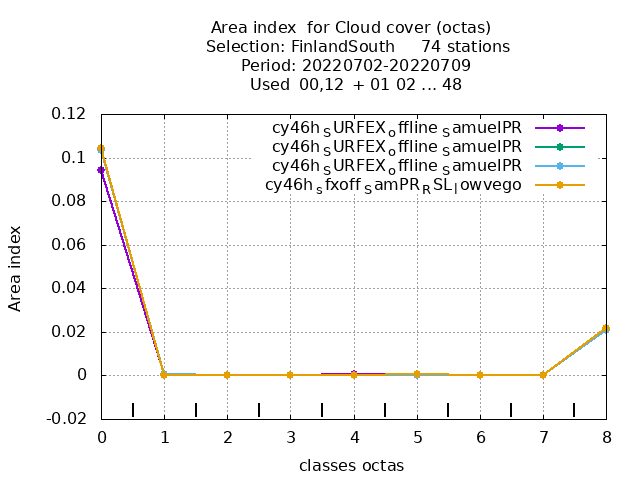 Area index  for Cloud cover (octas)
Selection: FinlandSouth     74 stations
Period: 20220702-20220709
Used  00,12  + 01 02 ... 48
cy46h_SURFEX_offline_SamuelPR
cy46h_SURFEX_offline_SamuelPR
cy46h_SURFEX_offline_SamuelPR
cy46h_sfxoff_SamPR_RSL_lowvego
Area index
0.12
0.1
0.08
0.06
0.04
0.02
0
-0.02
0 1 2 3 4 5 6 7 8
classes octas